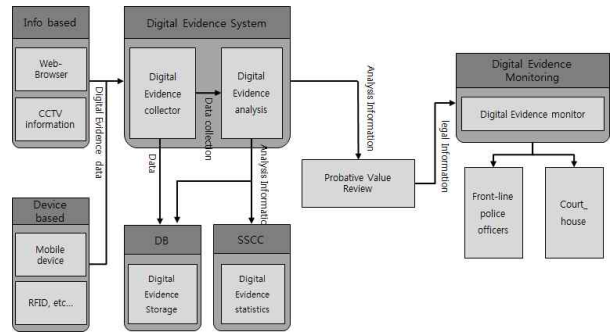 Info based
Web-
Browser
CCTV
information
Device
based
Mobile
device
RFID, etc...
Digital Evidence data
Digital Evidence System
Digital
Evidence
collector
Data collection
Digital
Evidence
analysis
Data
Analysis Information
DB
Digital
Evidence
Storage
SSCC
Digital
Evidence
statistics
Analysis Information
Probative Value
Review
legal Information
Digital Evidence
Monitoring
Digital Evidence monitor
Front-line
police
officers
Court_
house